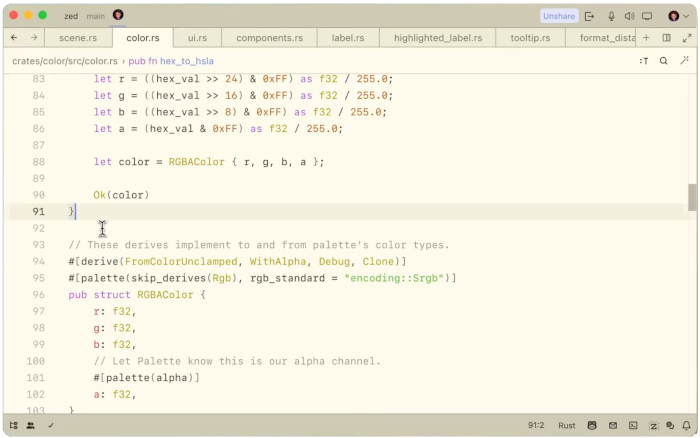 zed main Unshare
scene.rs color.rs ui.rs components.rs label.rs highlighted_label.rs tooltip.rs format_dista
crates/color/src/color.rs › pub fn hex_to_hsla :T
83 let r = ((hex_val >> 24) & 0xFF) as f32 / 255.0;
84 let g = ((hex_val >> 16) & 0xFF) as f32 / 255.0;
85 let b = ((hex_val >> 8) & 0xFF) as f32 / 255.0;
86 let a = (hex_val & 0xFF) as f32 / 255.0;
87
88 let color = RGBAColor { r, g, b, a };
89
90 Ok(color)
91 }
92
93 // These derives implement to and from palette's color types.
94 #[derive(FromColorUnclamped, WithAlpha, Debug, Clone)]
95 #[palette(skip_derives(Rgb), rgb_standard = "encoding::Srgb")]
96 pub struct RGBAColor {
97 r: f32,
98 g: f32,
99 b: f32,
100 // Let Palette know this is our alpha channel.
101 #[palette(alpha)]
102 a: f32,
103 }
91:2 Rust